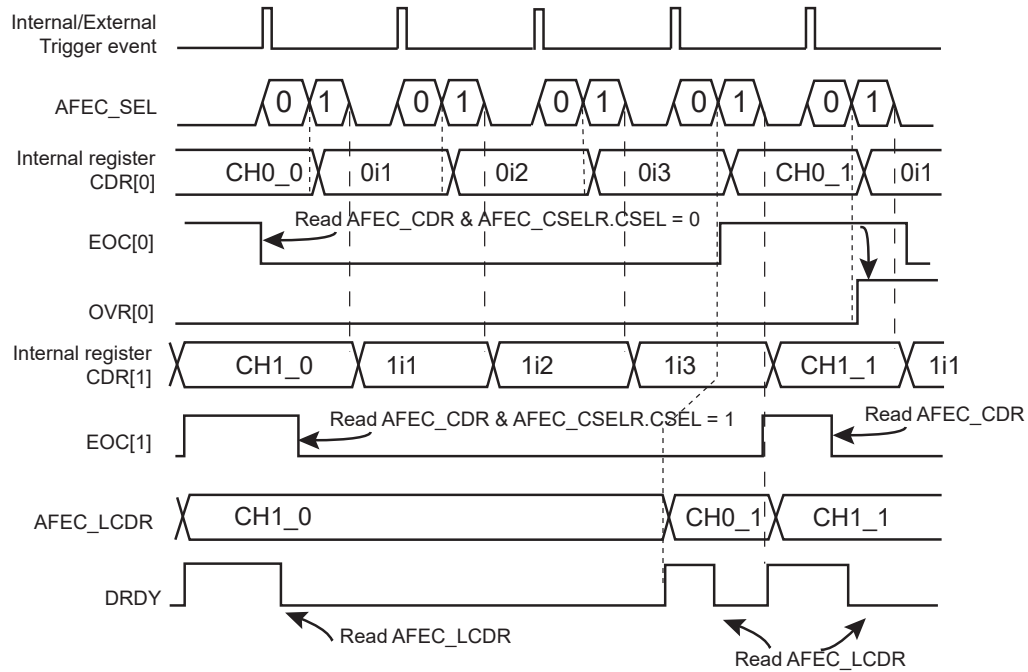 Internal/External
Trigger event
AFEC_SEL
0 1 0 1 0 1 0 1 0 1
Internal register
CDR[0]
CH0_0 0i1 0i2 0i3 CH0_1 0i1
Read AFEC_CDR & AFEC_CSELR.CSEL = 0
EOC[0]
OVR[0]
Internal register
CDR[1]
CH1_0 1i1 1i2 1i3 CH1_1 1i1
Read AFEC_CDR & AFEC_CSELR.CSEL = 1
Read AFEC_CDR
EOC[1]
AFEC_LCDR
CH1_0 CH0_1 CH1_1
DRDY
Read AFEC_LCDR
Read AFEC_LCDR